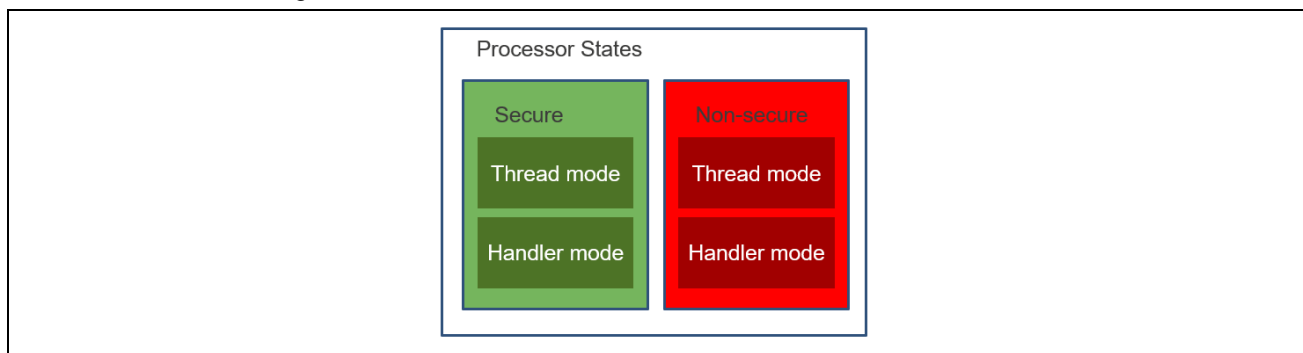 Processor States
Secure
Non-secure
Thread mode
Thread mode
Handler mode
Handler mode